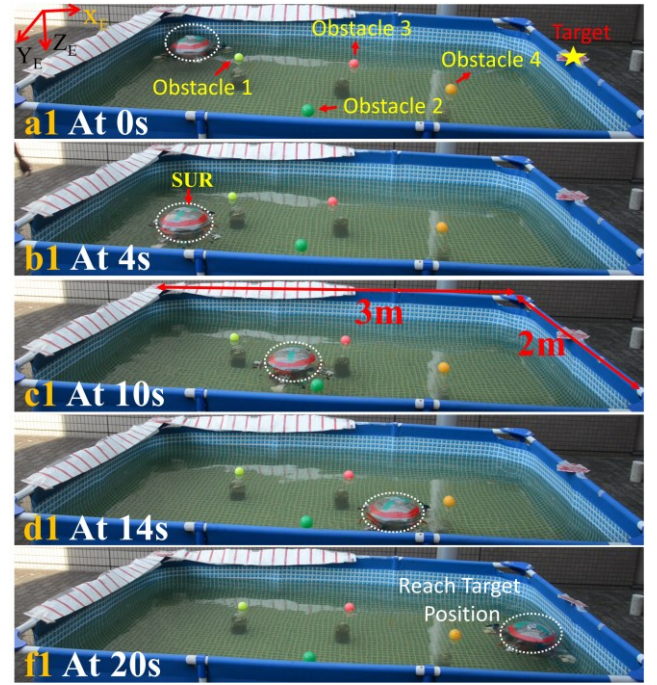 X_E
Y_E
Z_E
Obstacle 3
Target
Obstacle 1
Obstacle 4
Obstacle 2
a1 At 0s
SUR
b1 At 4s
3m
2m
c1 At 10s
d1 At 14s
Reach Target
Position
f1 At 20s